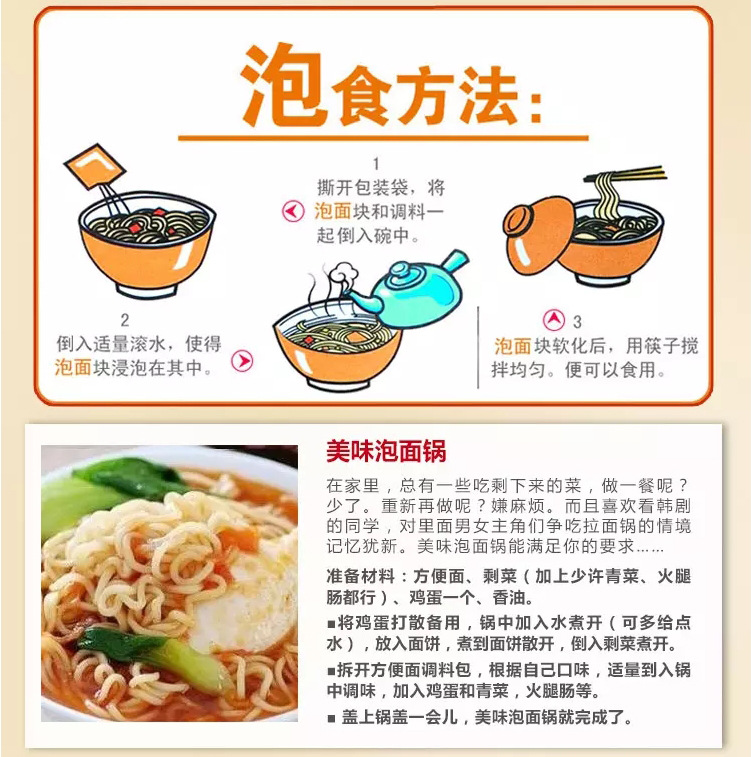 泡食方法：
1
撕开包装袋，将
泡面块和调料一
起倒入碗中。
2
倒入适量滚水，使得
泡面块浸泡在其中。
3
泡面块软化后，用筷子搅
拌均匀。便可以食用。
美味泡面锅
在家里，总有一些吃剩下来的菜，做一餐呢？
少了。重新再做呢？嫌麻烦。而且喜欢看韩剧
的同学，对里面男女主角们争吃拉面锅的情境
记忆犹新。美味泡面锅能满足你的要求……
准备材料：方便面、剩菜（加上少许青菜、火腿
肠都行）、鸡蛋一个、香油。
■将鸡蛋打散备用，锅中加入水煮开（可多给点
水），放入面饼，煮到面饼散开，倒入剩菜煮开。
■拆开方便面调料包，根据自己口味，适量到入锅
中调味，加入鸡蛋和青菜，火腿肠等。
■ 盖上锅盖一会儿，美味泡面锅就完成了。